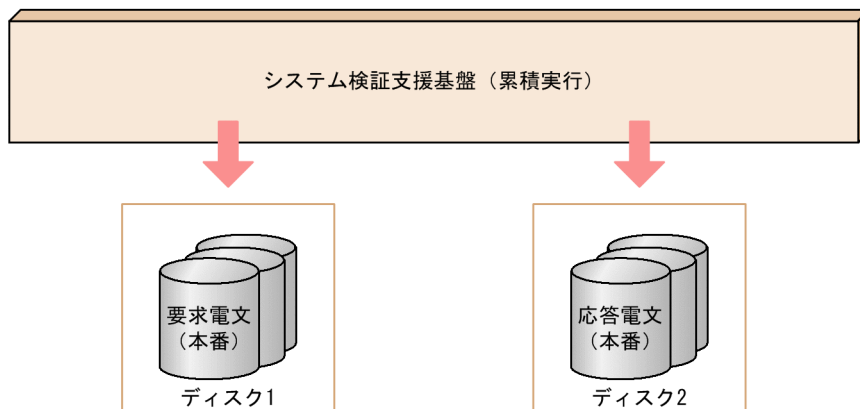 システム検証支援基盤（累積実行）
要求電文
（本番）
ディスク1
応答電文
（本番）
ディスク2